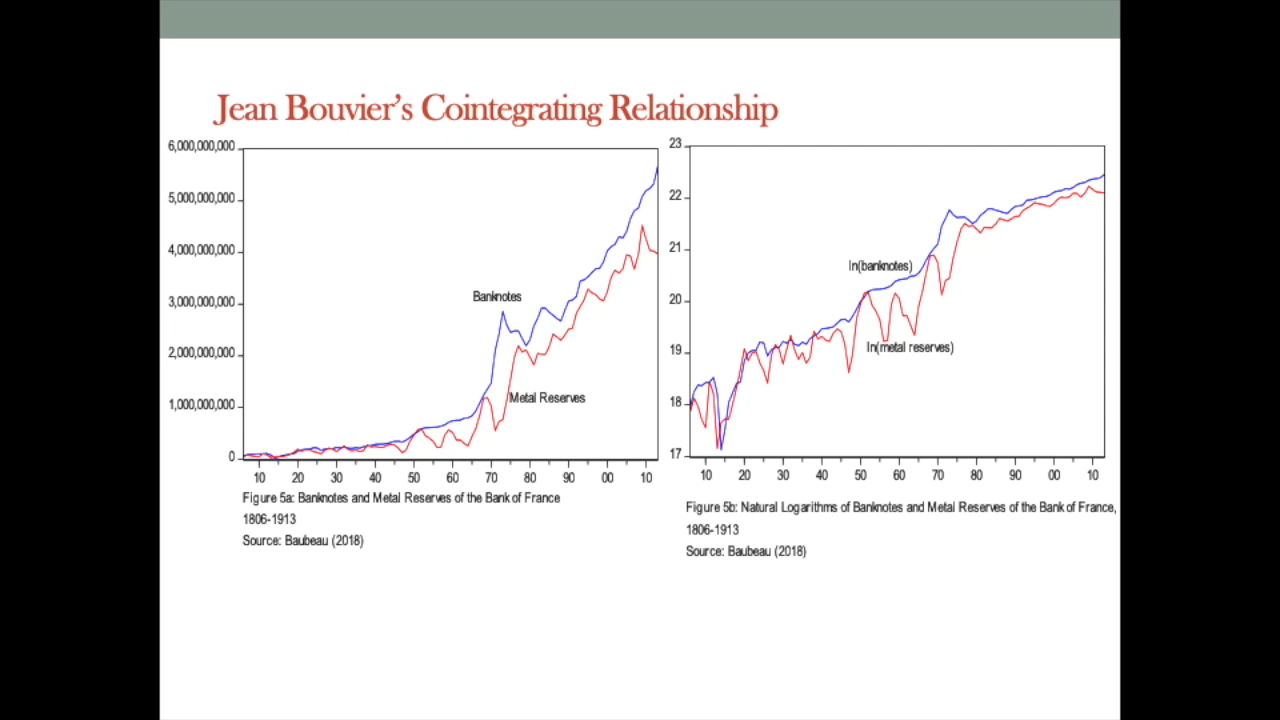 Jean Bouvier's Cointegrating Relationship
6,000,000,000
5,000,000,000
4,000,000,000
3,000,000,000
2,000,000,000
1,000,000,000
0
Banknotes
Metal Reserves
10 20 30 40 50 60 70 80 90 00 10
Figure 5a: Banknotes and Metal Reserves of the Bank of France
1806-1913
Source: Baubeau (2018)
23
22
21
20
19
18
17
ln(banknotes)
ln(metal reserves)
10 20 30 40 50 60 70 80 90 00 10
Figure 5b: Natural Logarithms of Banknotes and Metal Reserves of the Bank of France,
1806-1913
Source: Baubeau (2018)